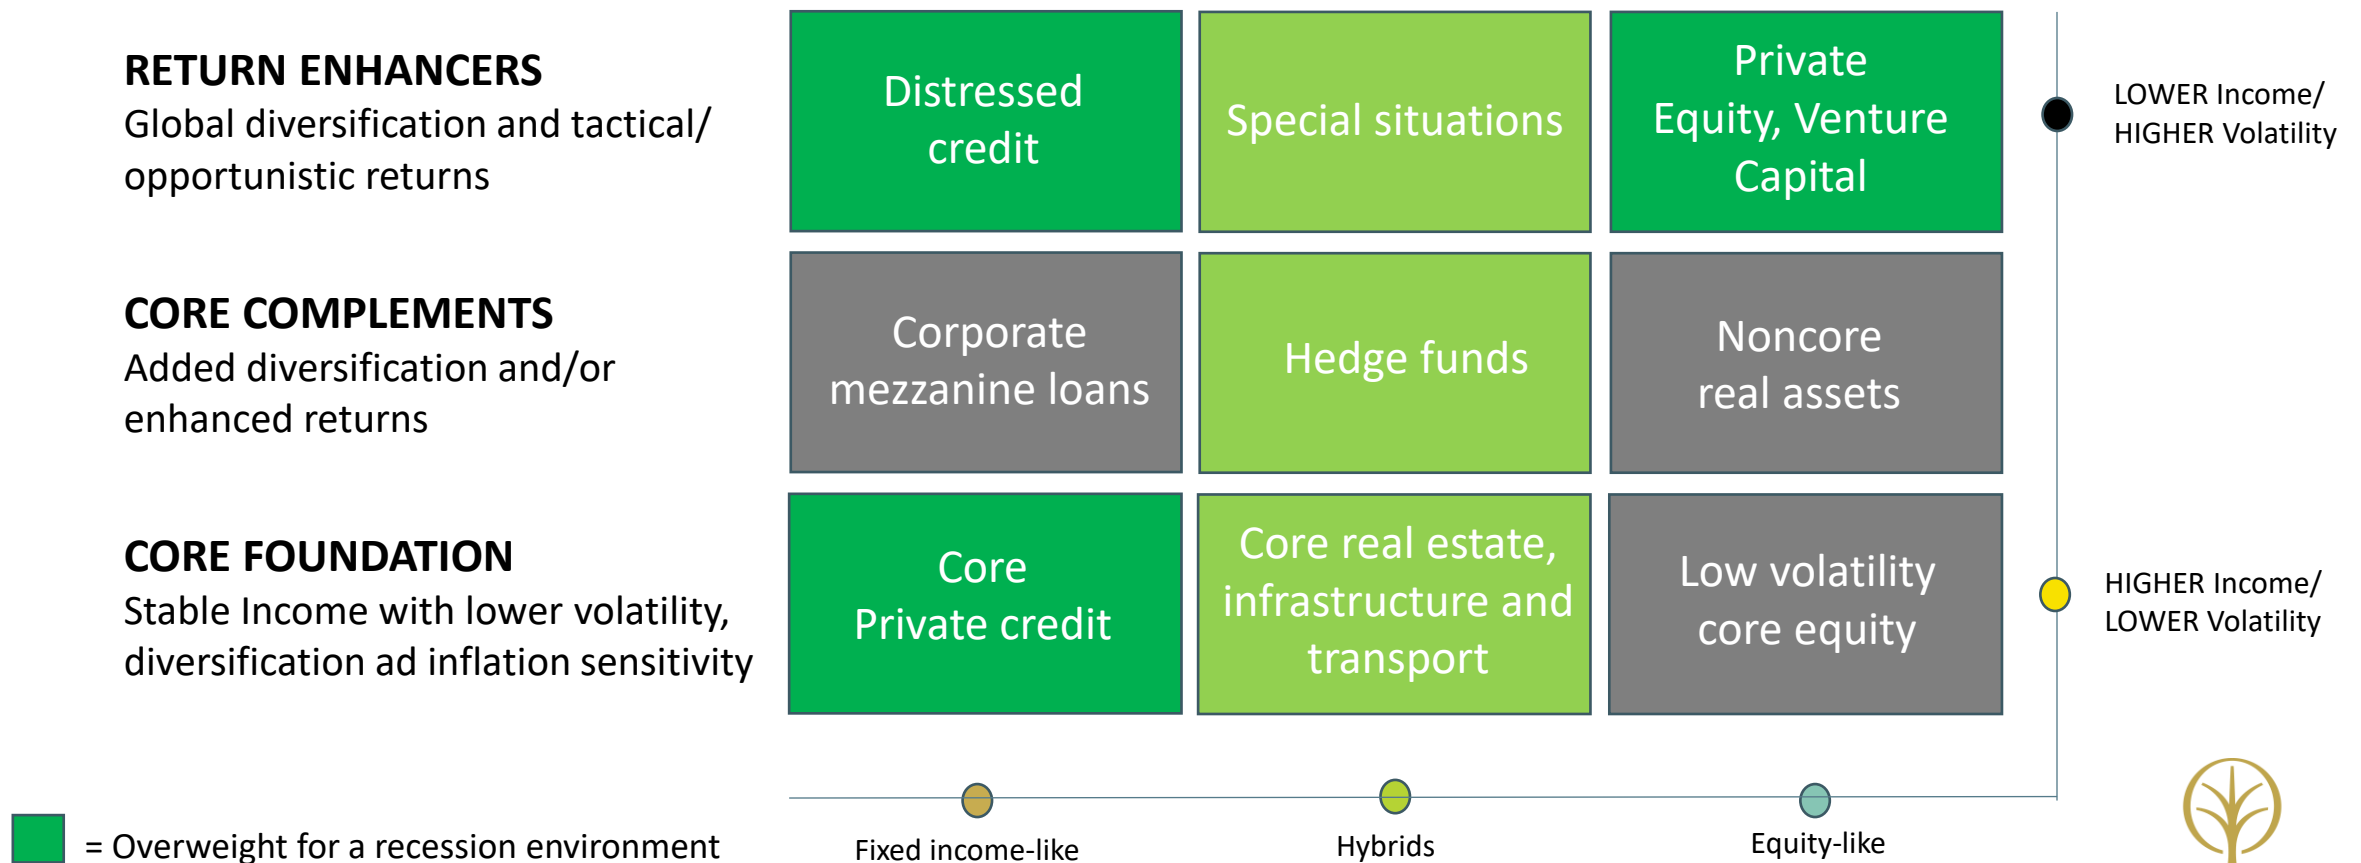 RETURN ENHANCERS
Global diversification and tactical/
opportunistic returns
Distressed
credit
Special situations
Private
Equity, Venture
Capital
LOWER Income/
HIGHER Volatility
CORE COMPLEMENTS
Added diversification and/or
enhanced returns
Corporate
mezzanine loans
Hedge funds
Noncore
real assets
CORE FOUNDATION
Stable Income with lower volatility,
diversification ad inflation sensitivity
Core
Private credit
Core real estate,
infrastructure and
transport
Low volatility
core equity
HIGHER Income/
LOWER Volatility
= Overweight for a recession environment
Fixed income-like
Hybrids
Equity-like